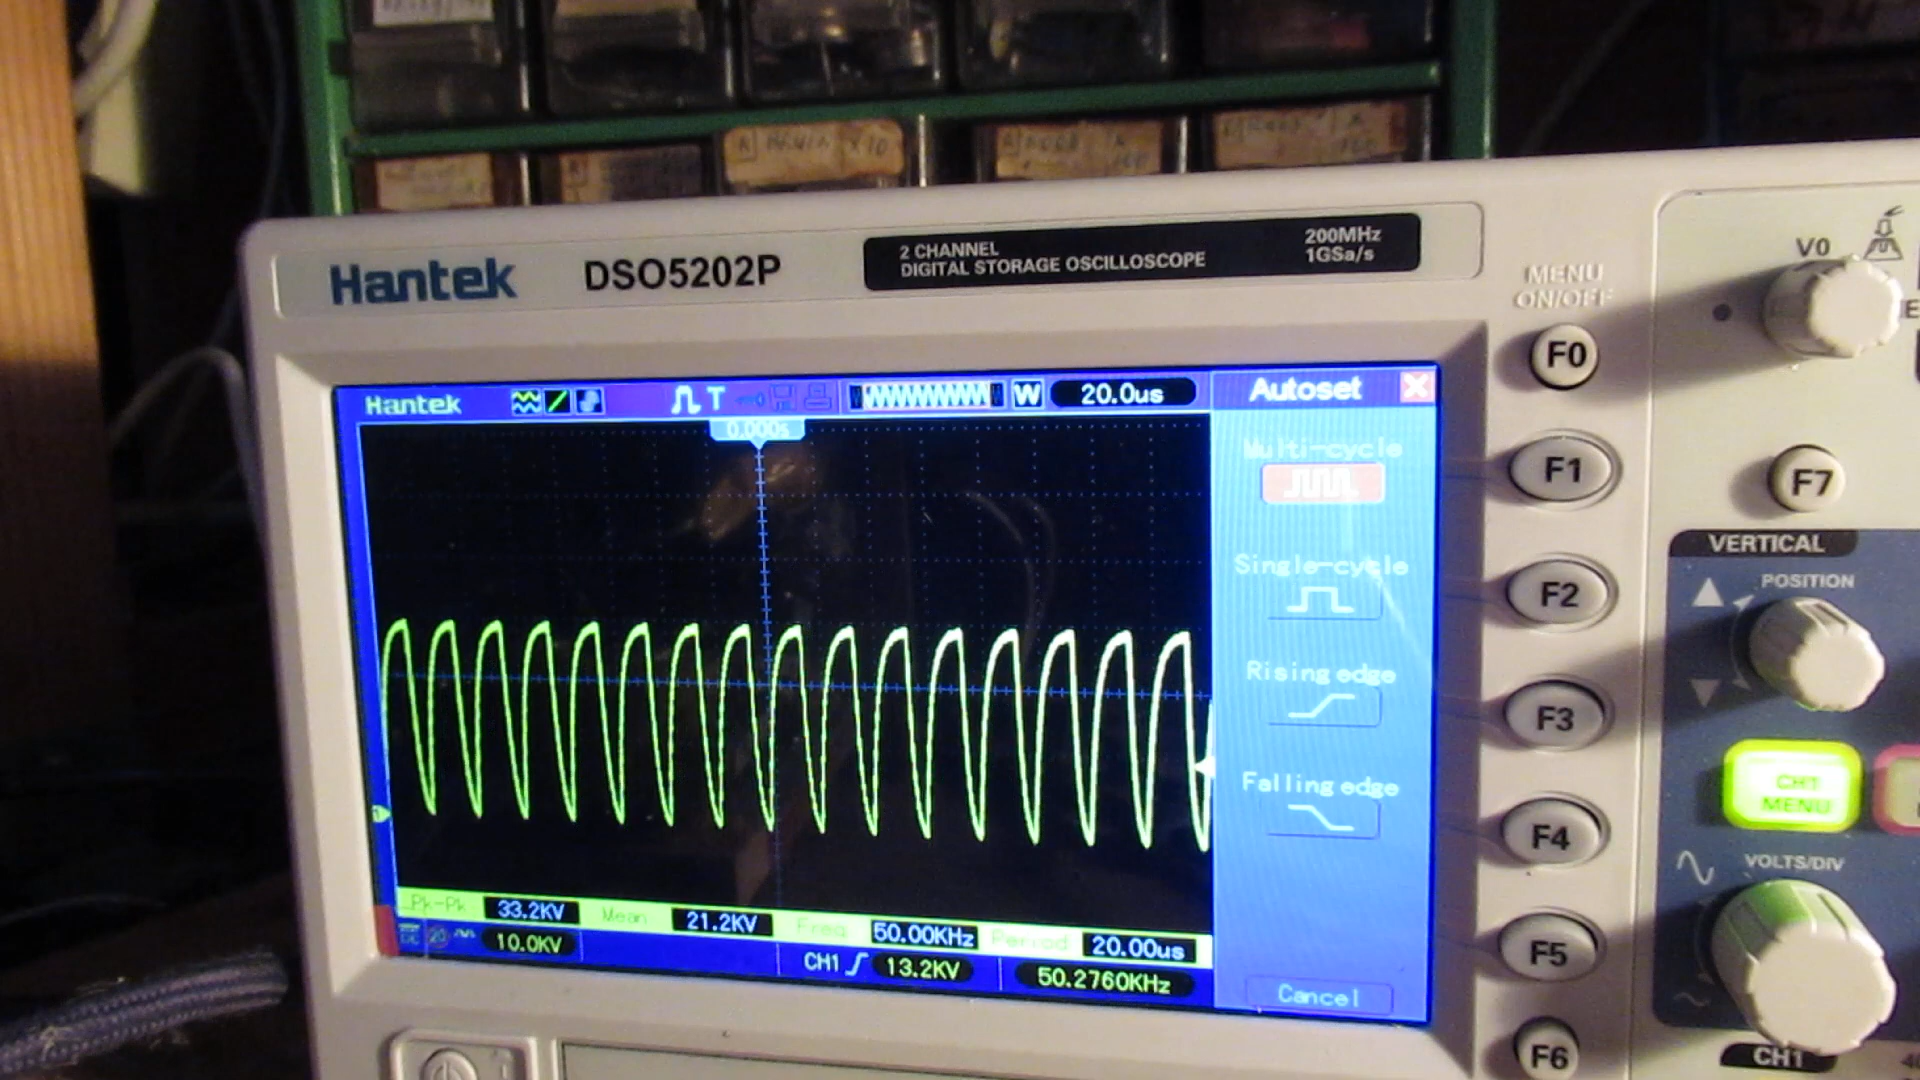 Hantek DSO5202P
2 CHANNEL
DIGITAL STORAGE OSCILLOSCOPE
200MHz
1GSa/s
V0
MENU
ON/OFF
F0
Hantek T W 20.0us
Autoset
0.000s
Multi-cycle
F1
F7
VERTICAL
POSITION
Single-cycle
F2
Rising edge
F3
Falling edge
CH1
MENU
F4
VOLTS/DIV
Pk-Pk 33.2KV Mean 21.2KV Freq 50.00KHz Period 20.00us
10.0KV CH1 13.2KV 50.2760KHz
F5
Cancel
F6
CH1